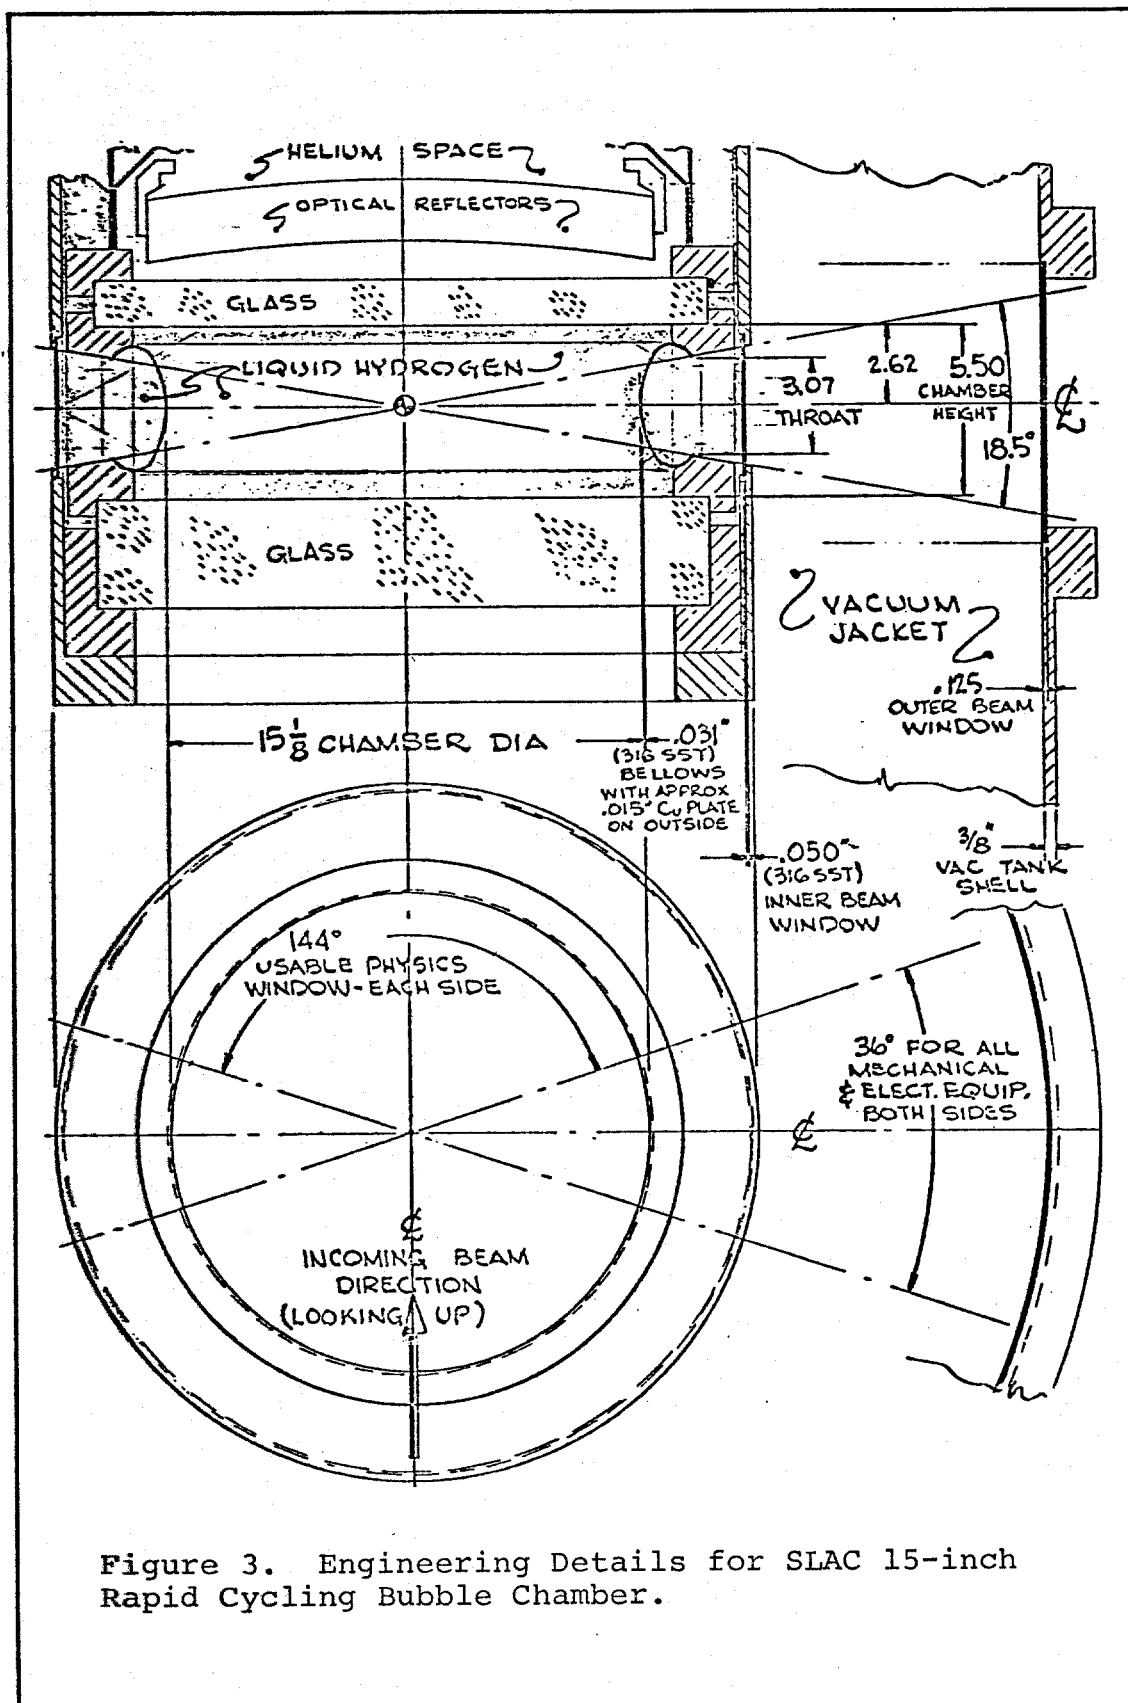 HELIUM SPACE
OPTICAL REFLECTORS
GLASS
LIQUID HYDROGEN
3.07
THROAT
2.62
5.50
CHAMBER
HEIGHT
℄
18.5°
GLASS
VACUUM
JACKET
.125
OUTER BEAM
WINDOW
15 1/8 CHAMBER DIA
.031"
(316 SST)
BELLOWS
WITH APPROX
.015" Cu PLATE
ON OUTSIDE
.050"
(316 SST)
INNER BEAM
WINDOW
3/8"
VAC TANK
SHELL
144°
USABLE PHYSICS
WINDOW-EACH SIDE
36° FOR ALL
MECHANICAL
& ELECT. EQUIP.
BOTH SIDES
℄
℄
INCOMING BEAM
DIRECTION
(LOOKING UP)
Figure 3. Engineering Details for SLAC 15-inch
Rapid Cycling Bubble Chamber.